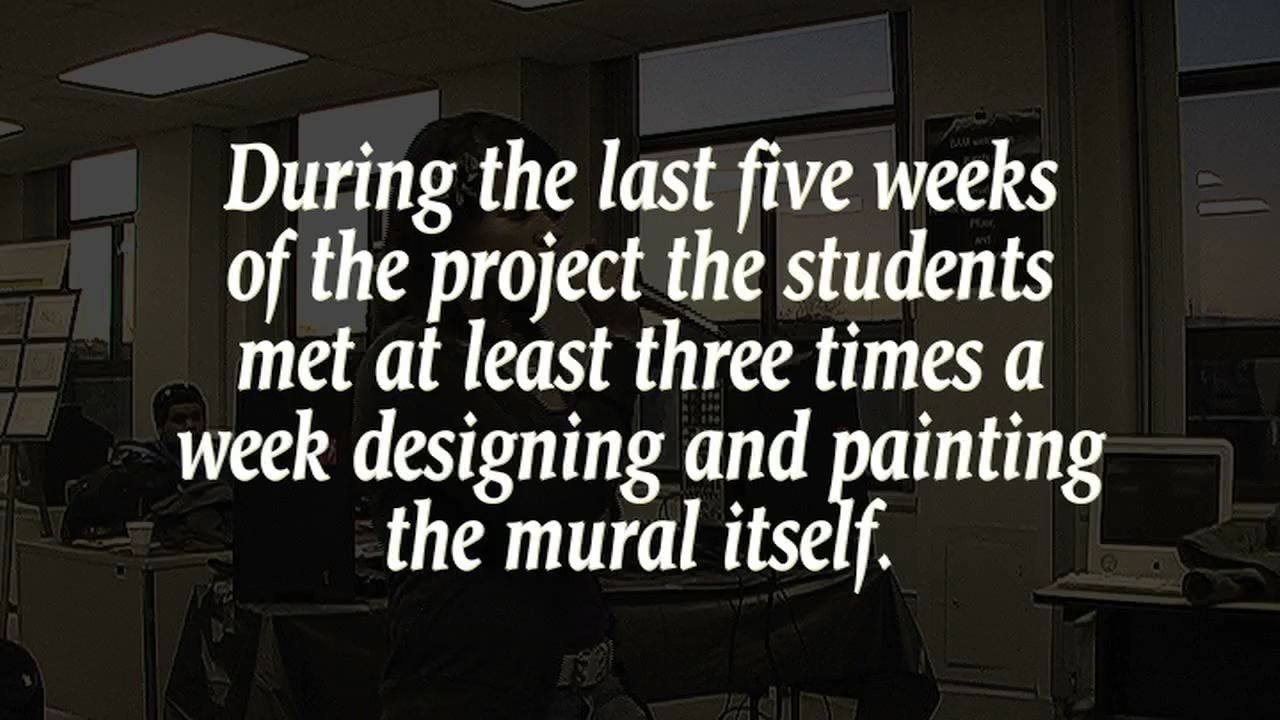 During the last five weeks
of the project the students
met at least three times a
week designing and painting
the mural itself.